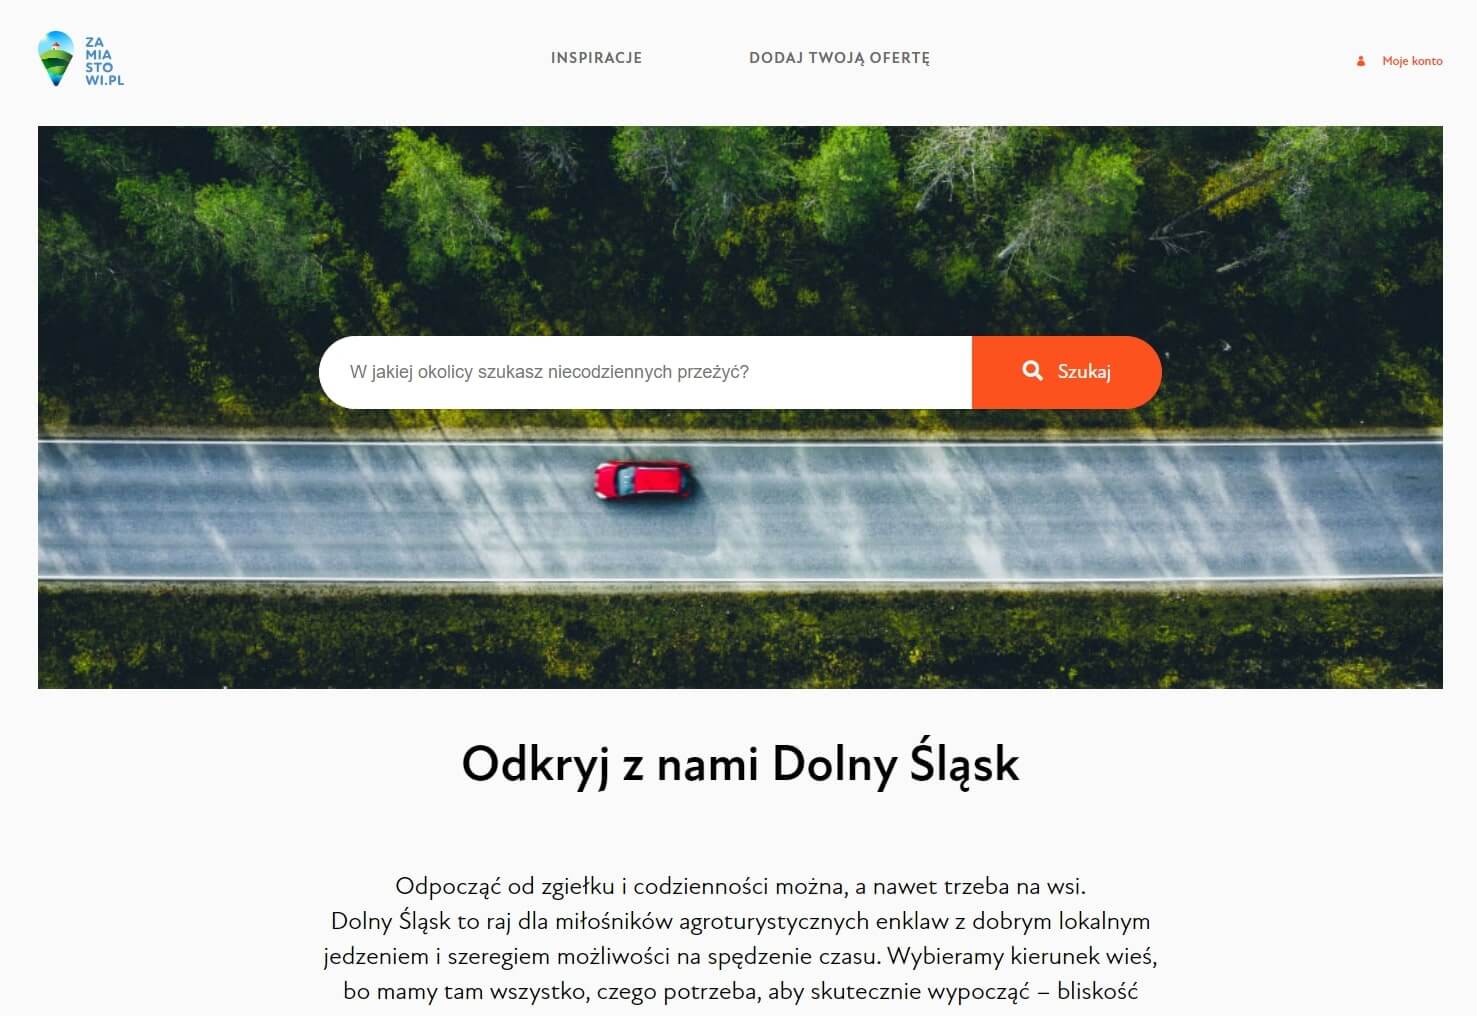 ZA
MIA
STO
WI.PL
INSPIRACJE
DODAJ TWOJĄ OFERTĘ
Moje konto
W jakiej okolicy szukasz niecodziennych przeżyć?
Szukaj
Odkryj z nami Dolny Śląsk
Odpocząć od zgiełku i codzienności można, a nawet trzeba na wsi.
Dolny Śląsk to raj dla miłośników agroturystycznych enklaw z dobrym lokalnym
jedzeniem i szeregiem możliwości na spędzenie czasu. Wybieramy kierunek wieś,
bo mamy tam wszystko, czego potrzeba, aby skutecznie wypocząć – bliskość